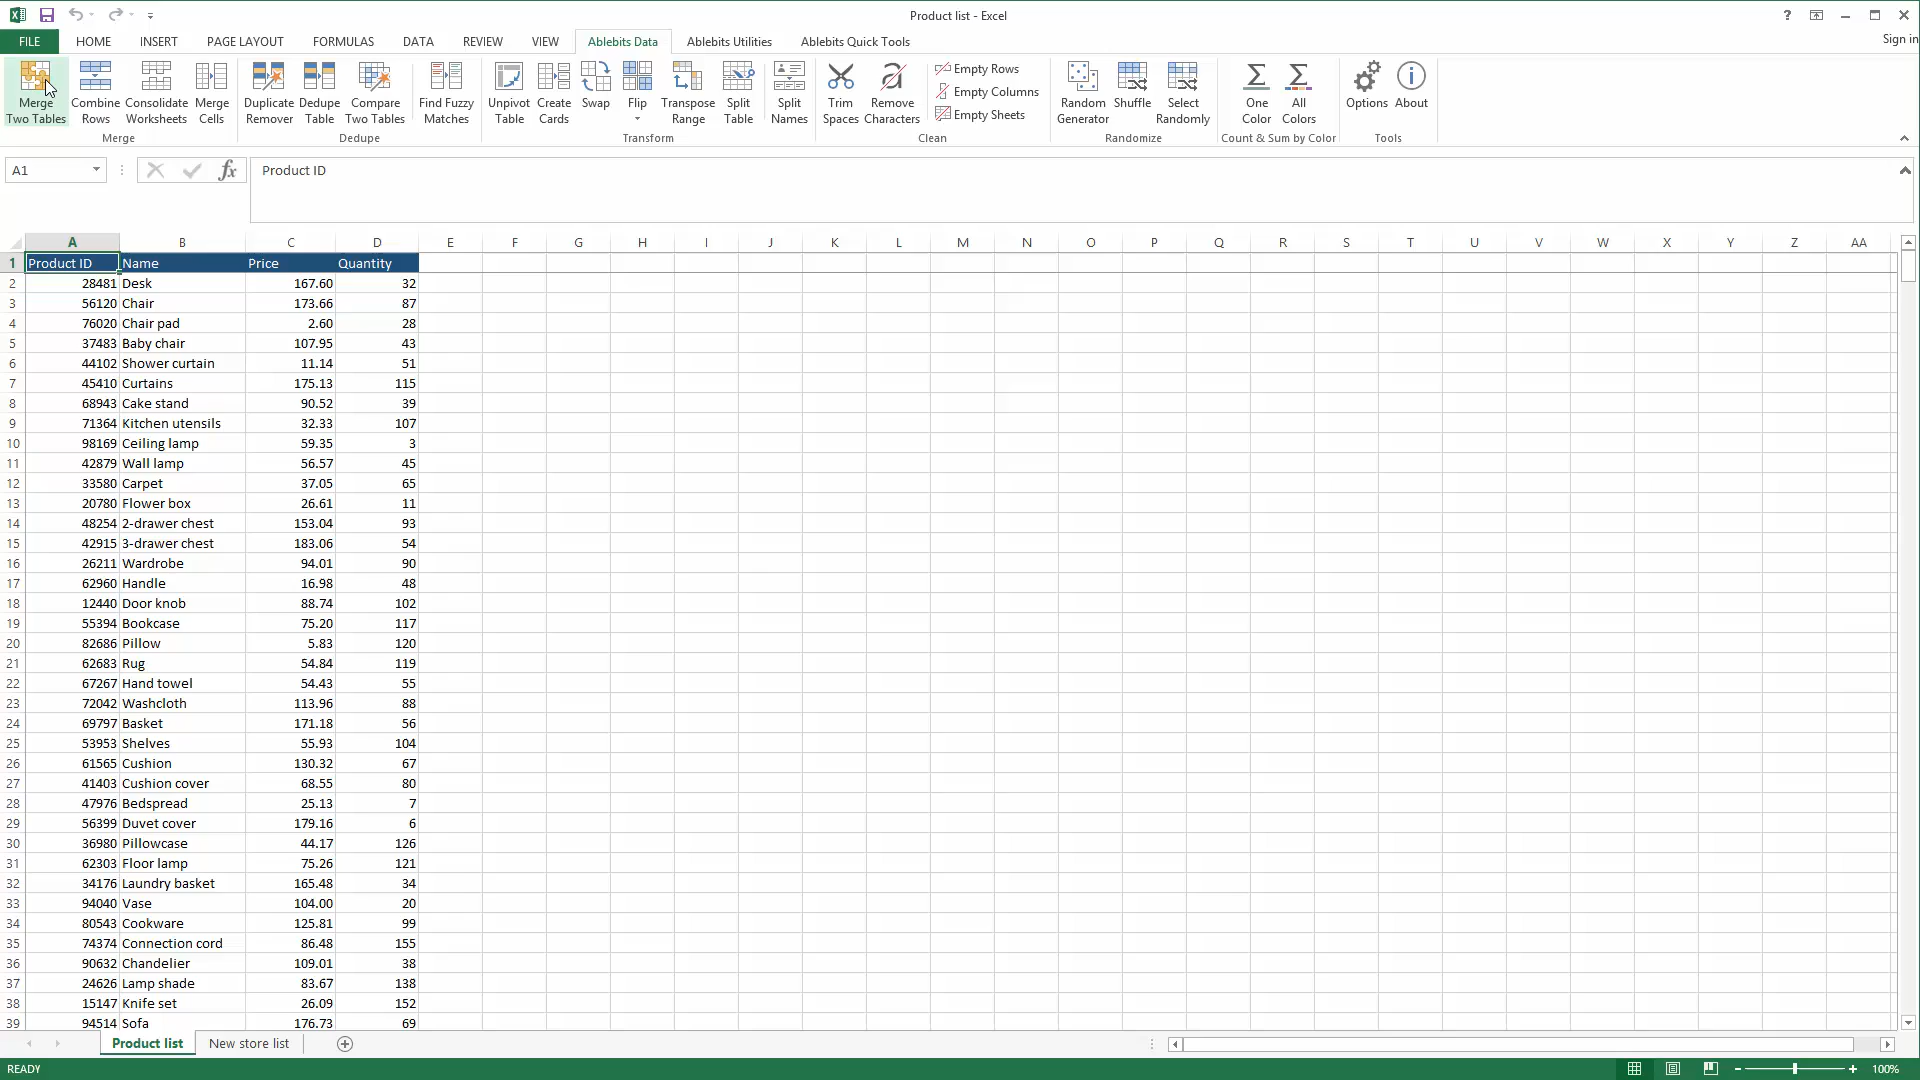 Product list - Excel
?
Sign in
FILE HOME INSERT PAGE LAYOUT FORMULAS DATA REVIEW VIEW Ablebits Data Ablebits Utilities Ablebits Quick Tools
Merge Two Tables Combine Rows Consolidate Worksheets Merge Cells Duplicate Remover Dedupe Table Compare Two Tables Find Fuzzy Matches Unpivot Table Create Cards Swap Flip Transpose Range Split Table Split Names Trim Spaces Remove Characters Empty Rows Empty Columns Empty Sheets Random Generator Shuffle Select Randomly One Color All Colors Options About
Merge Dedupe Transform Clean Randomize Count & Sum by Color Tools
A1 fx Product ID
A B C D E F G H I J K L M N O P Q R S T U V W X Y Z AA
1 Product ID Name Price Quantity
2 28481 Desk 167.60 32
3 56120 Chair 173.66 87
4 76020 Chair pad 2.60 28
5 37483 Baby chair 107.95 43
6 44102 Shower curtain 11.14 51
7 45410 Curtains 175.13 115
8 68943 Cake stand 90.52 39
9 71364 Kitchen utensils 32.33 107
10 98169 Ceiling lamp 59.35 3
11 42879 Wall lamp 56.57 45
12 33580 Carpet 37.05 65
13 20780 Flower box 26.61 11
14 48254 2-drawer chest 153.04 93
15 42915 3-drawer chest 183.06 54
16 26211 Wardrobe 94.01 90
17 62960 Handle 16.98 48
18 12440 Door knob 88.74 102
19 55394 Bookcase 75.20 117
20 82686 Pillow 5.83 120
21 62683 Rug 54.84 119
22 67267 Hand towel 54.43 55
23 72042 Washcloth 113.96 88
24 69797 Basket 171.18 56
25 53953 Shelves 55.93 104
26 61565 Cushion 130.32 67
27 41403 Cushion cover 68.55 80
28 47976 Bedspread 25.13 7
29 56399 Duvet cover 179.16 6
30 36980 Pillowcase 44.17 126
31 62303 Floor lamp 75.26 121
32 34176 Laundry basket 165.48 34
33 94040 Vase 104.00 20
34 80543 Cookware 125.81 99
35 74374 Connection cord 86.48 155
36 90632 Chandelier 109.01 38
37 24626 Lamp shade 83.67 138
38 15147 Knife set 26.09 152
39 94514 Sofa 176.73 69
Product list New store list
READY 100%